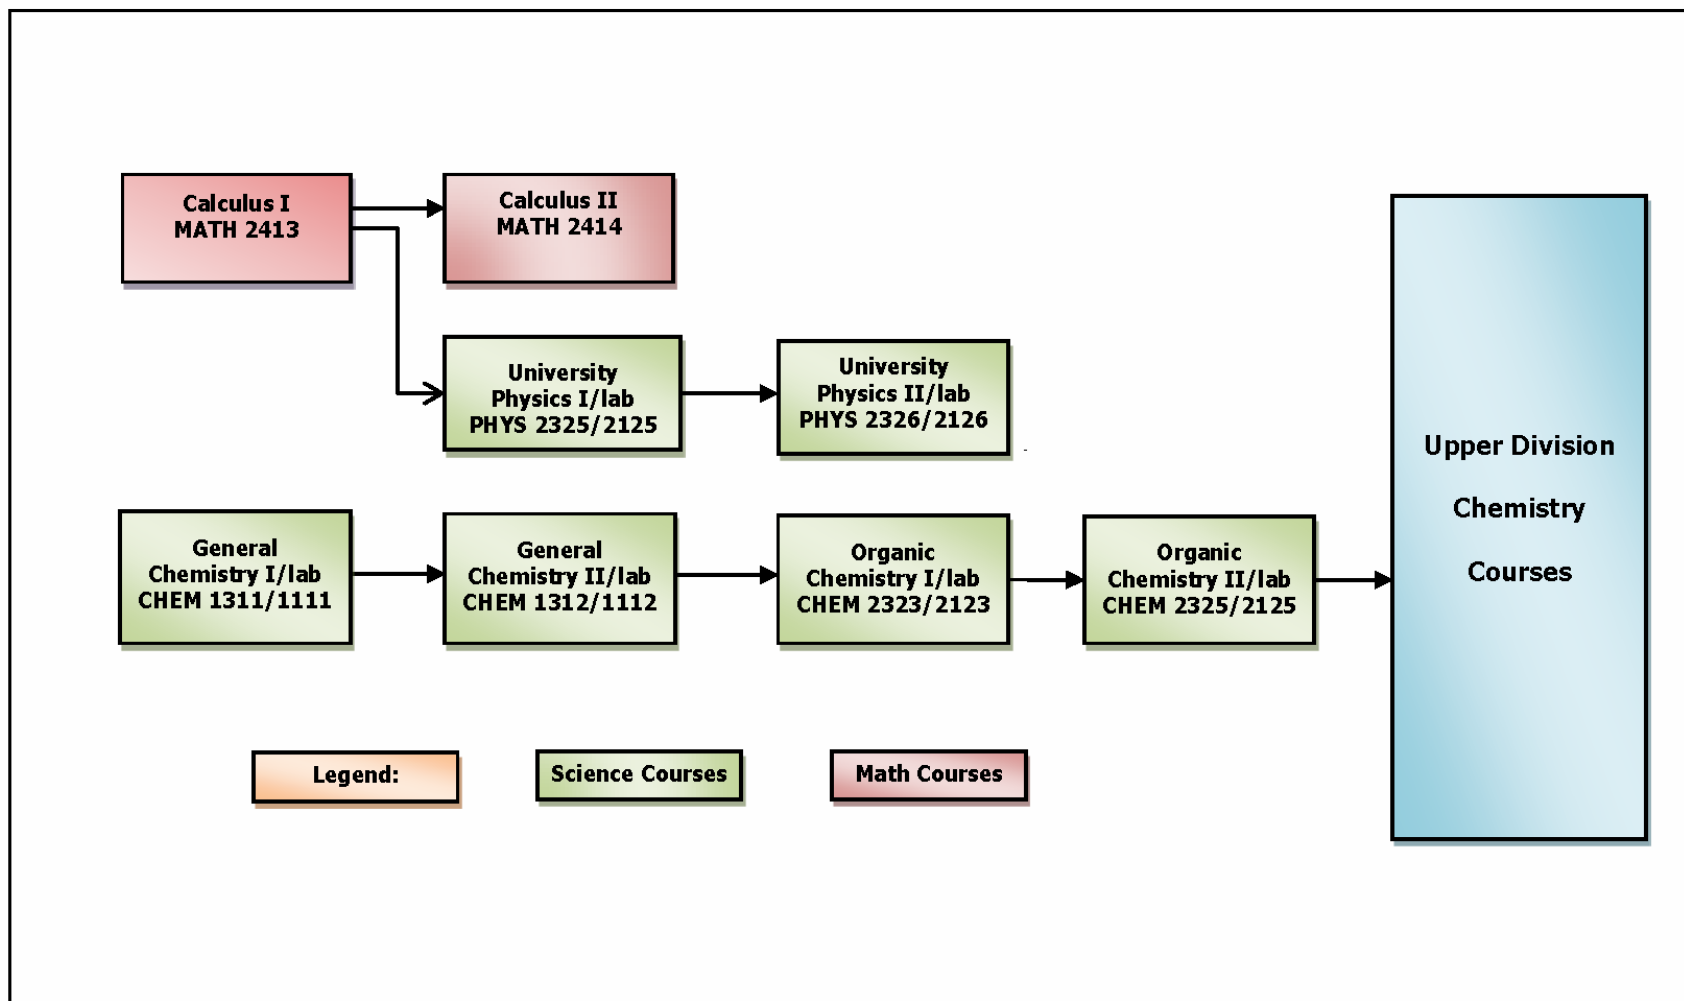 Calculus I
MATH 2413
Calculus II
MATH 2414
University
Physics I/lab
PHYS 2325/2125
University
Physics II/lab
PHYS 2326/2126
General
Chemistry I/lab
CHEM 1311/1111
General
Chemistry II/lab
CHEM 1312/1112
Organic
Chemistry I/lab
CHEM 2323/2123
Organic
Chemistry II/lab
CHEM 2325/2125
Upper Division
Chemistry
Courses
Legend:
Science Courses
Math Courses